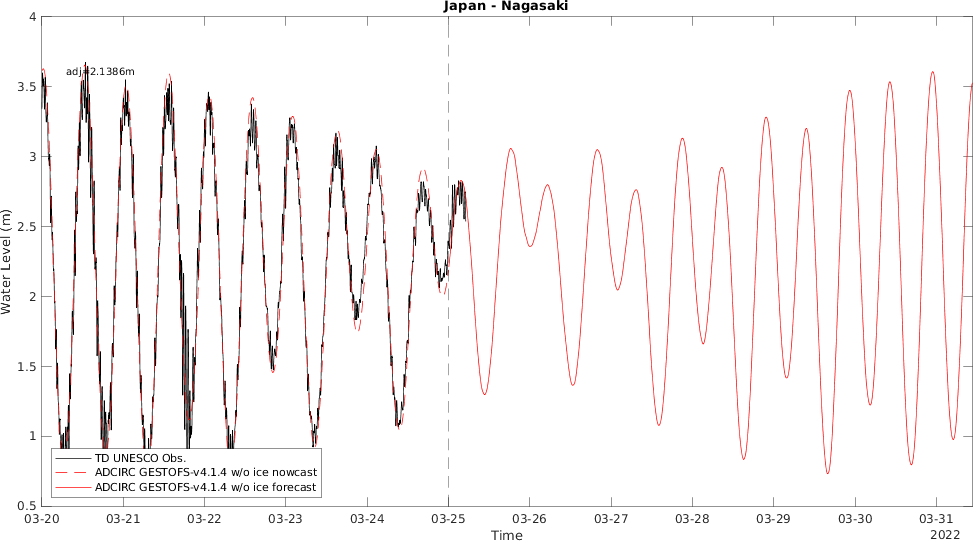 Japan - Nagasaki
4
3.5
3
2.5
2
1.5
1
0.5
Water Level (m)
adj=2.1386m
TD UNESCO Obs.
ADCIRC GESTOFS-v4.1.4 w/o ice nowcast
ADCIRC GESTOFS-v4.1.4 w/o ice forecast
03-20 03-21 03-22 03-23 03-24 03-25 03-26 03-27 03-28 03-29 03-30 03-31
Time
2022